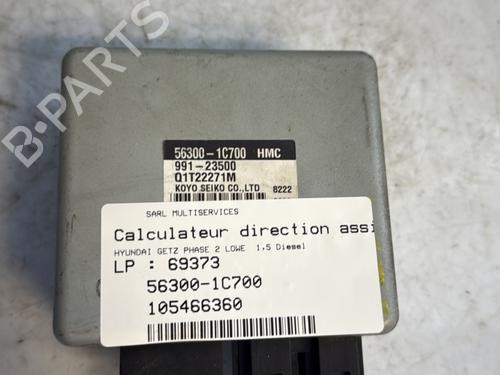 56300-1C700 HMC
991-23500
Q1T22271M
KOYO SEIKO CO.,LTD 8222
SARL MULTISERVICES
Calculateur direction assi
HYUNDAI GETZ PHASE 2 LOWE 1,5 Diesel
LP : 69373
56300-1C700
105466360
B-Parts